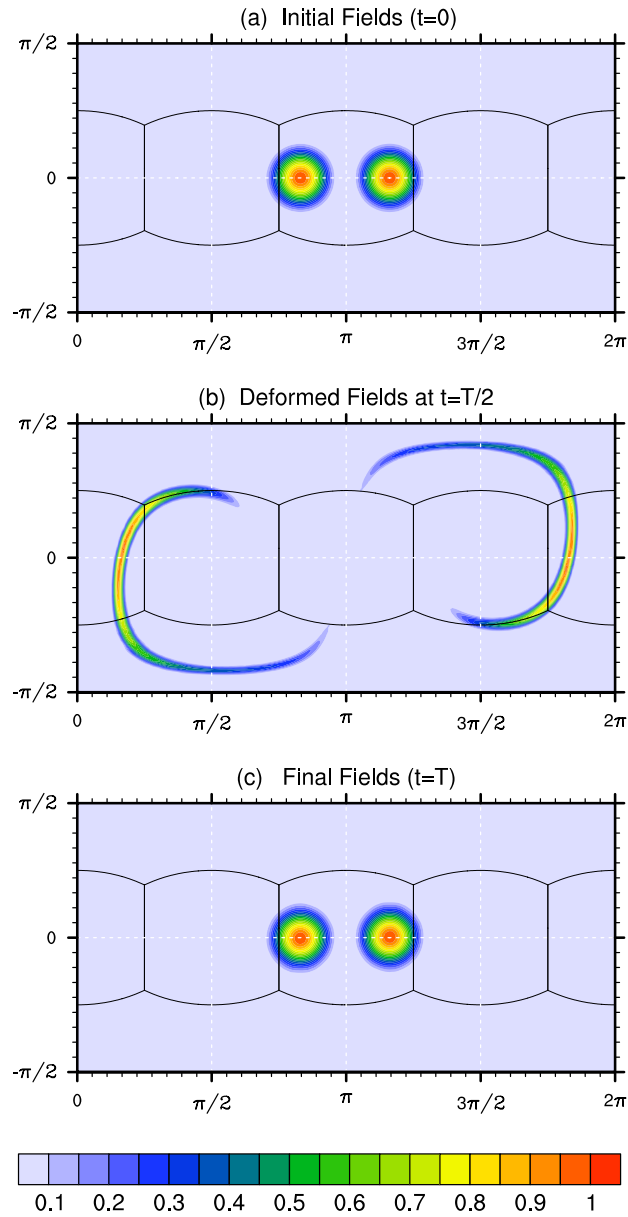 (a) Initial Fields (t=0)
π/2
0
-π/2
0 π/2 π 3π/2 2π
(b) Deformed Fields at t=T/2
π/2
0
-π/2
0 π/2 π 3π/2 2π
(c) Final Fields (t=T)
π/2
0
-π/2
0 π/2 π 3π/2 2π
0.1 0.2 0.3 0.4 0.5 0.6 0.7 0.8 0.9 1